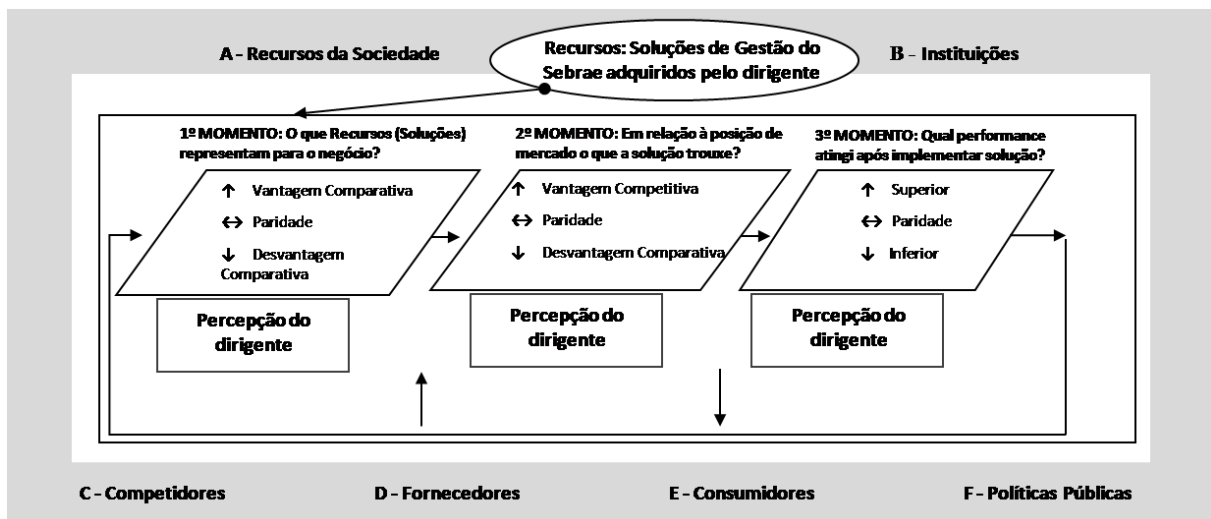 A - Recursos da Sociedade
Recursos: Soluções de Gestão do
Sebrae adquiridos pelo dirigente
B - Instituições
1º MOMENTO: O que Recursos (Soluções)
representam para o negócio?
↑ Vantagem Comparativa
↔ Paridade
↓ Desvantagem
Comparativa
Percepção do
dirigente
2º MOMENTO: Em relação à posição de
mercado o que a solução trouxe?
↑ Vantagem Competitiva
↔ Paridade
↓ Desvantagem Comparativa
Percepção do
dirigente
3º MOMENTO: Qual performance
atingi após implementar solução?
↑ Superior
↔ Paridade
↓ Inferior
Percepção do
dirigente
C - Competidores
D - Fornecedores
E - Consumidores
F - Políticas Públicas